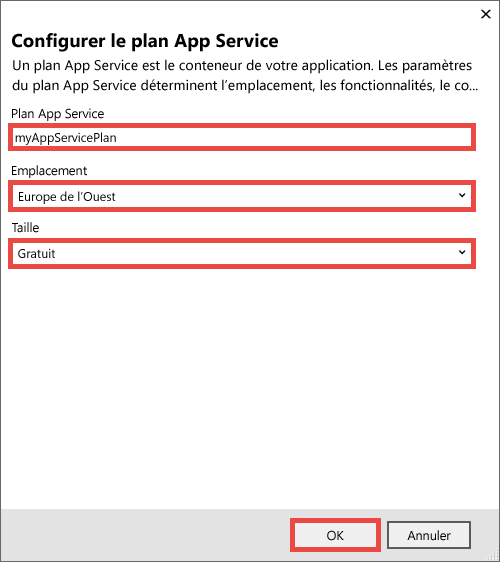 Configurer le plan App Service
Un plan App Service est le conteneur de votre application. Les paramètres
du plan App Service déterminent l’emplacement, les fonctionnalités, le co...
Plan App Service
myAppServicePlan
Emplacement
Europe de l’Ouest
Taille
Gratuit
OK
Annuler